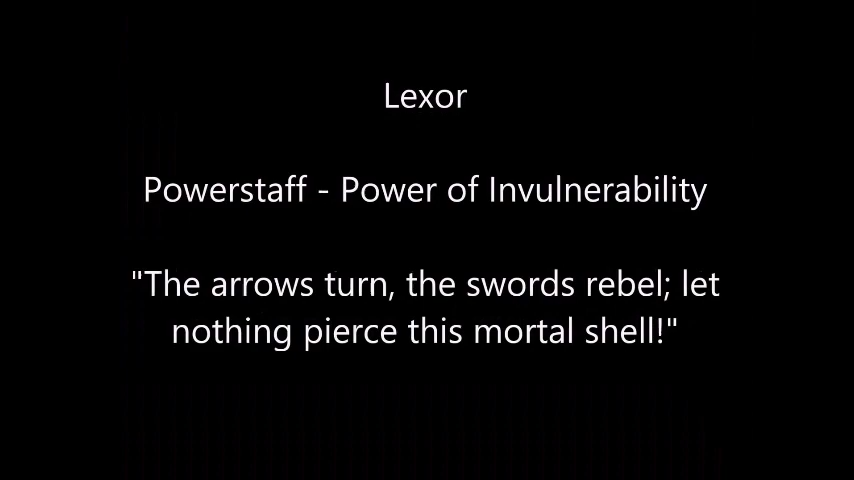 Lexor
Powerstaff - Power of Invulnerability
"The arrows turn, the swords rebel; let
nothing pierce this mortal shell!"